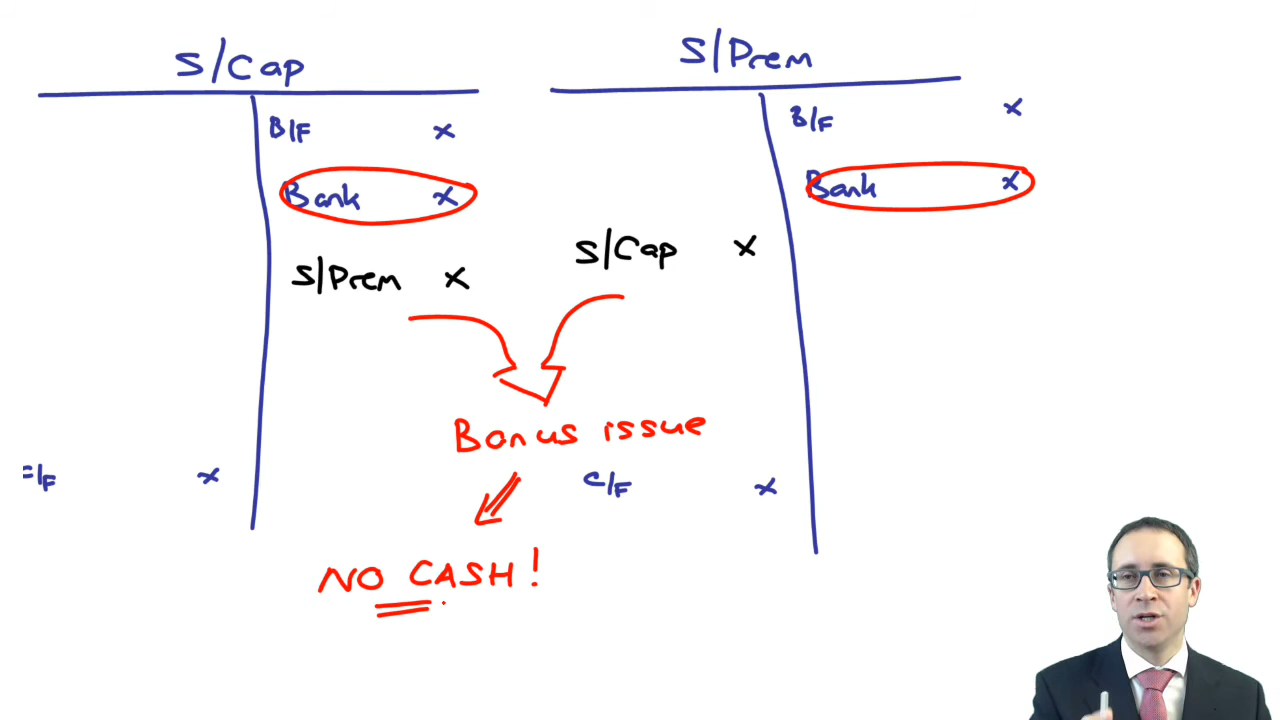 S/Cap
B/F x
Bank x
S/Prem x
C/F x
S/Prem
B/F x
Bank x
S/Cap x
C/F x
Bonus issue
NO CASH!